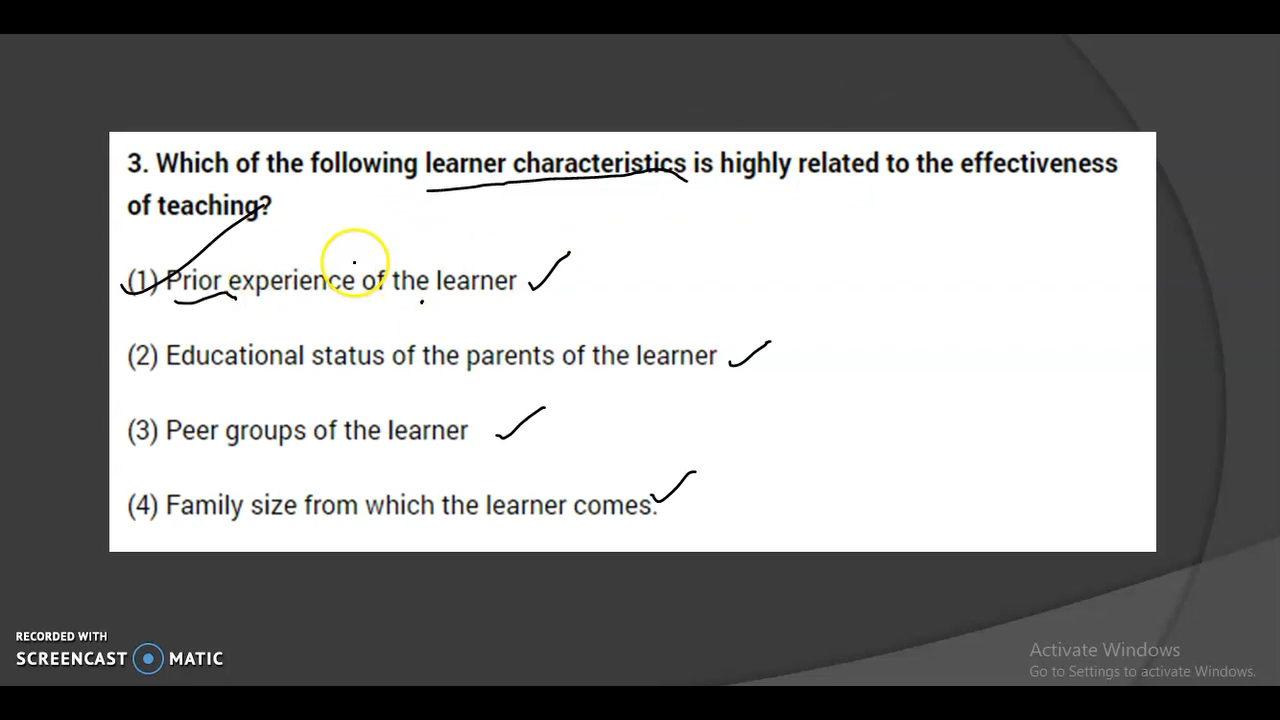 3. Which of the following learner characteristics is highly related to the effectiveness
of teaching?
(1) Prior experience of the learner
(2) Educational status of the parents of the learner
(3) Peer groups of the learner
(4) Family size from which the learner comes.
RECORDED WITH
SCREENCAST MATIC
Activate Windows
Go to Settings to activate Windows.